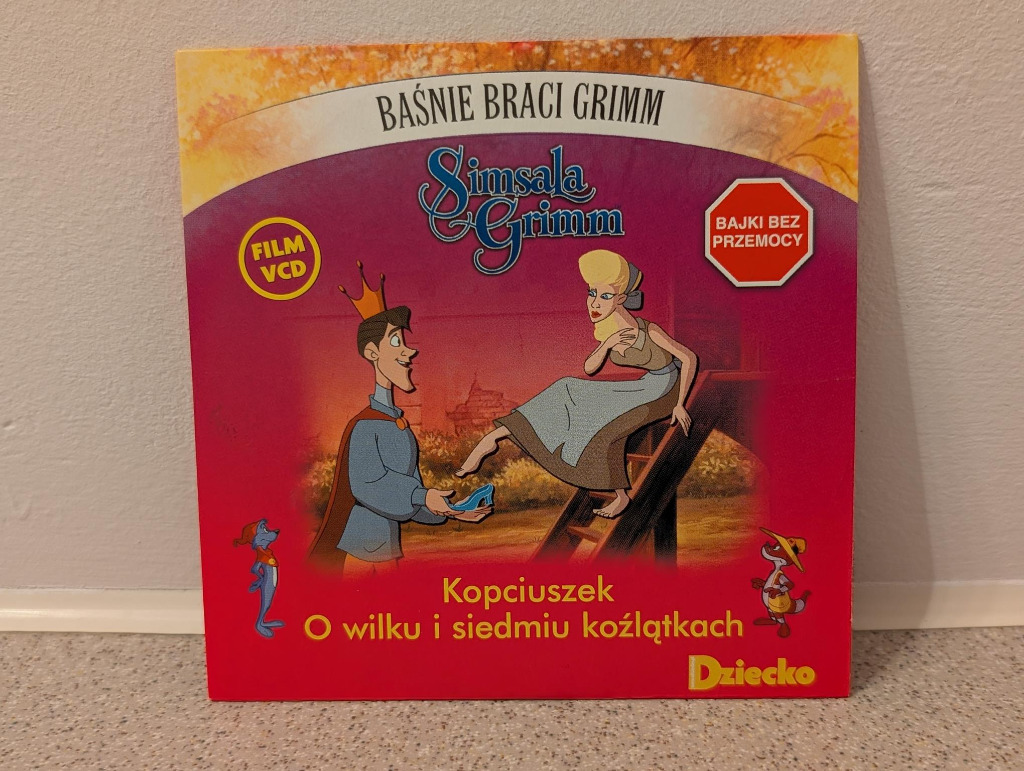 BAŚNIE BRACI GRIMM
Simsala
Grimm
FILM
VCD
BAJKI BEZ
PRZEMOCY
Kopciuszek
O wilku i siedmiu koźlątkach
Dziecko